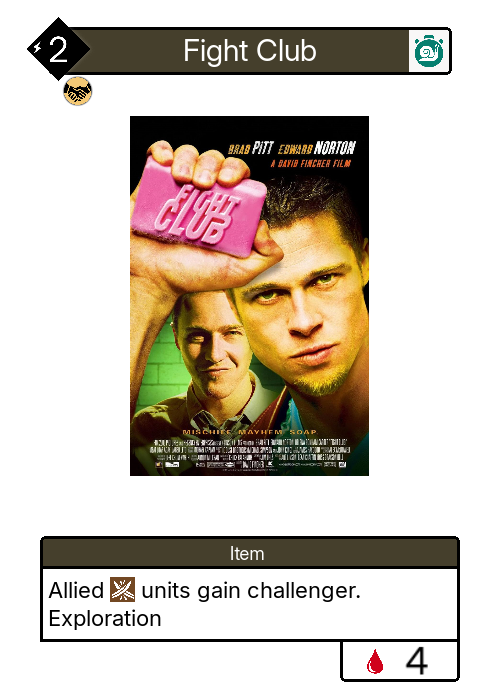 2
Fight Club
BRAD PITT EDWARD NORTON
A DAVID FINCHER FILM
FIGHT
CLUB
MISCHIEF. MAYHEM. SOAP.
Item
Allied units gain challenger.
Exploration
4